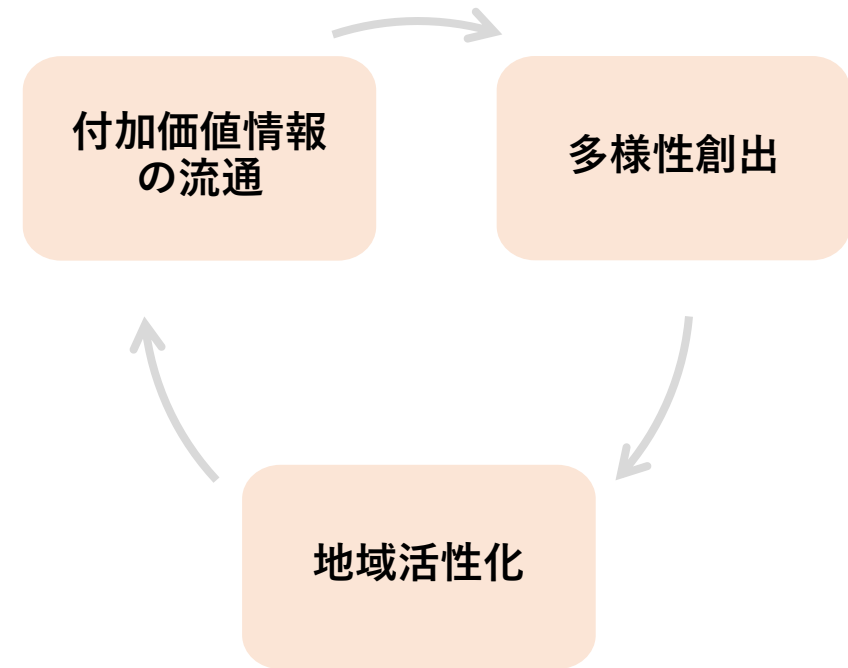 付加価値情報
の流通
多様性創出
地域活性化